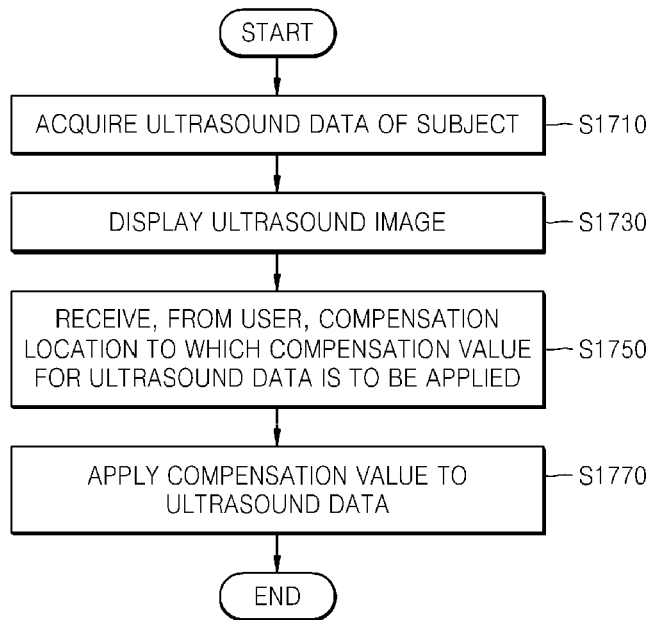 START
ACQUIRE ULTRASOUND DATA OF SUBJECT
S1710
DISPLAY ULTRASOUND IMAGE
S1730
RECEIVE, FROM USER, COMPENSATION
LOCATION TO WHICH COMPENSATION VALUE
FOR ULTRASOUND DATA IS TO BE APPLIED
S1750
APPLY COMPENSATION VALUE TO
ULTRASOUND DATA
S1770
END